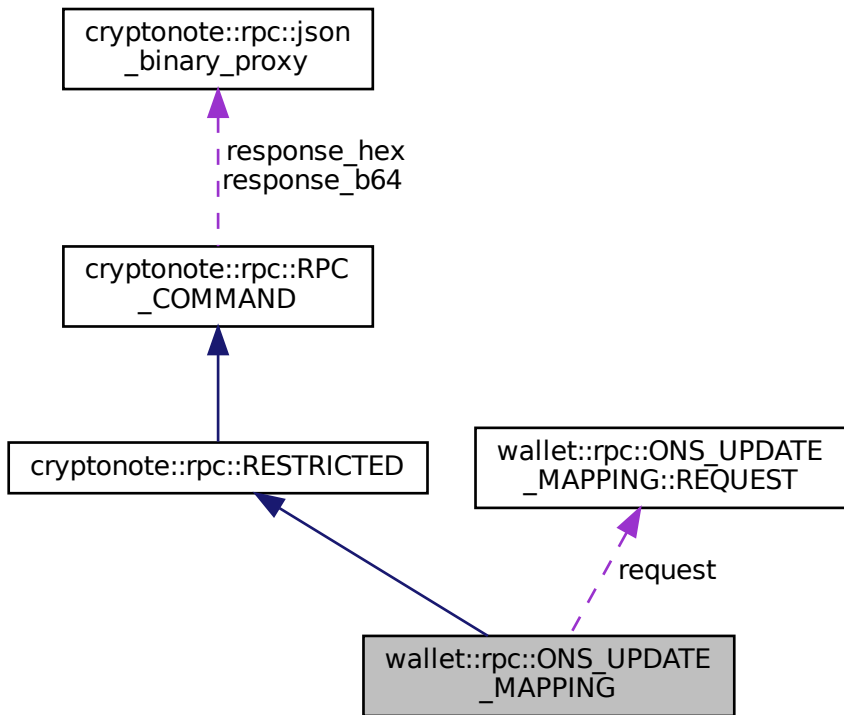 cryptonote::rpc::json
_binary_proxy
response_hex
response_b64
cryptonote::rpc::RPC
_COMMAND
cryptonote::rpc::RESTRICTED
wallet::rpc::ONS_UPDATE
_MAPPING::REQUEST
request
wallet::rpc::ONS_UPDATE
_MAPPING